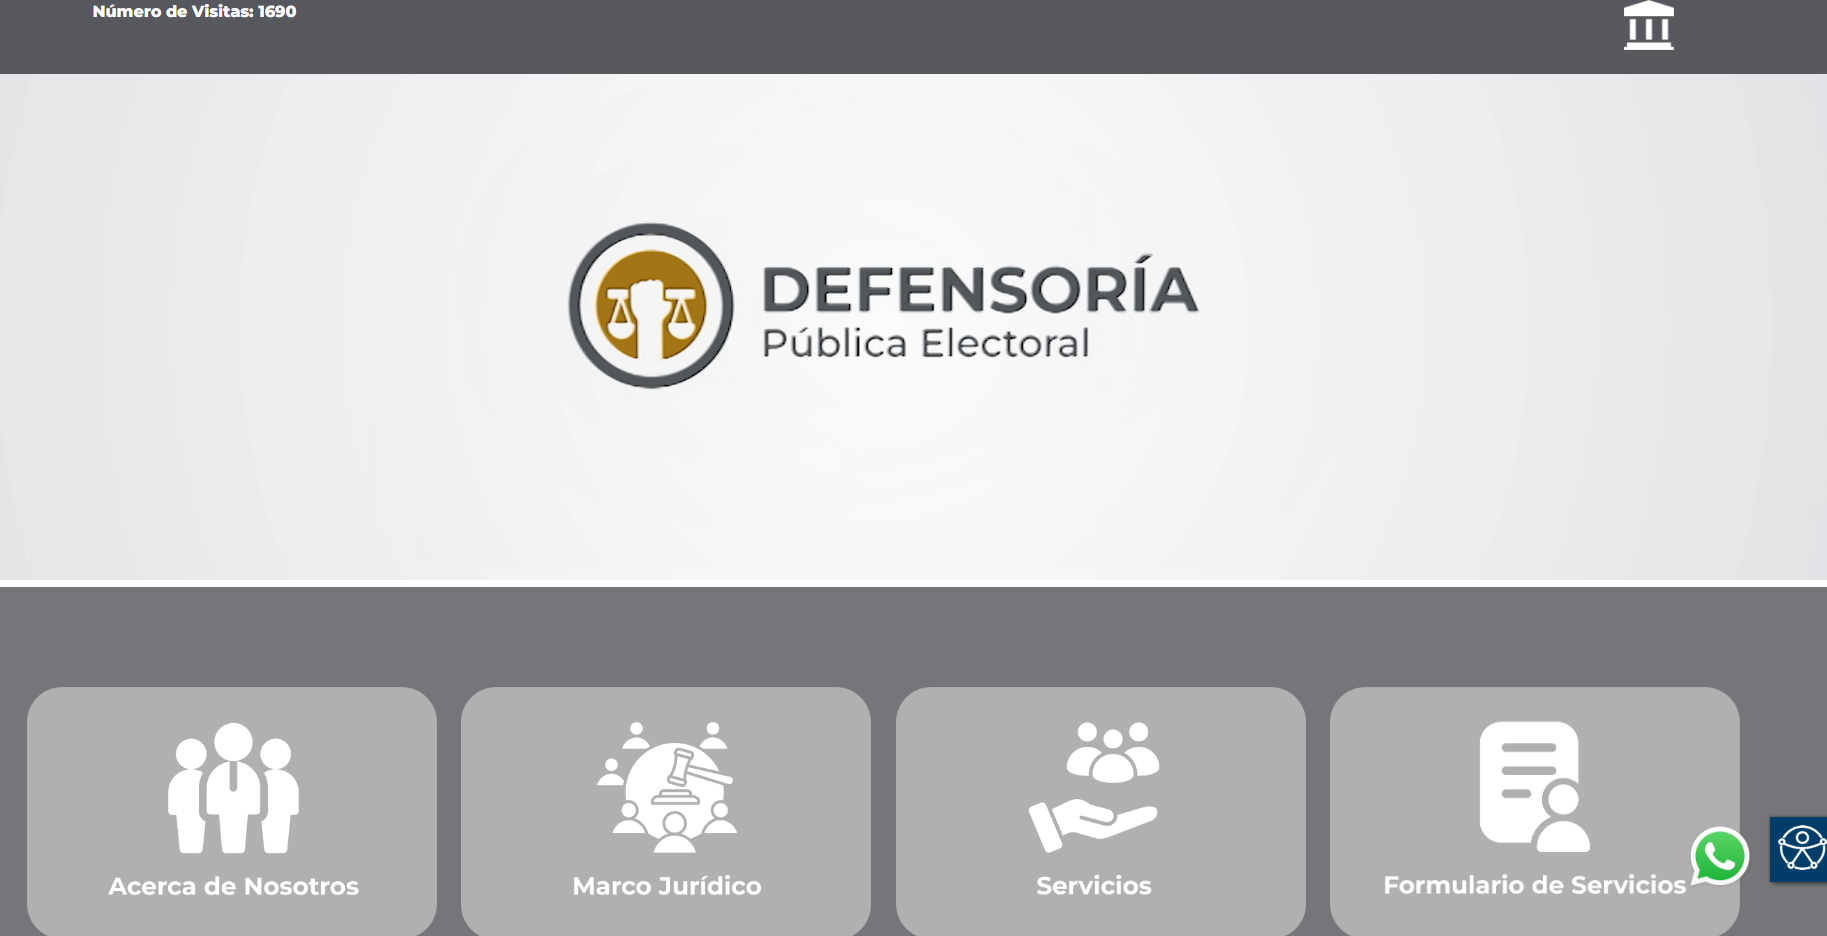 Número de Visitas: 1690
DEFENSORÍA
Pública Electoral
Acerca de Nosotros
Marco Jurídico
Servicios
Formulario de Servicios